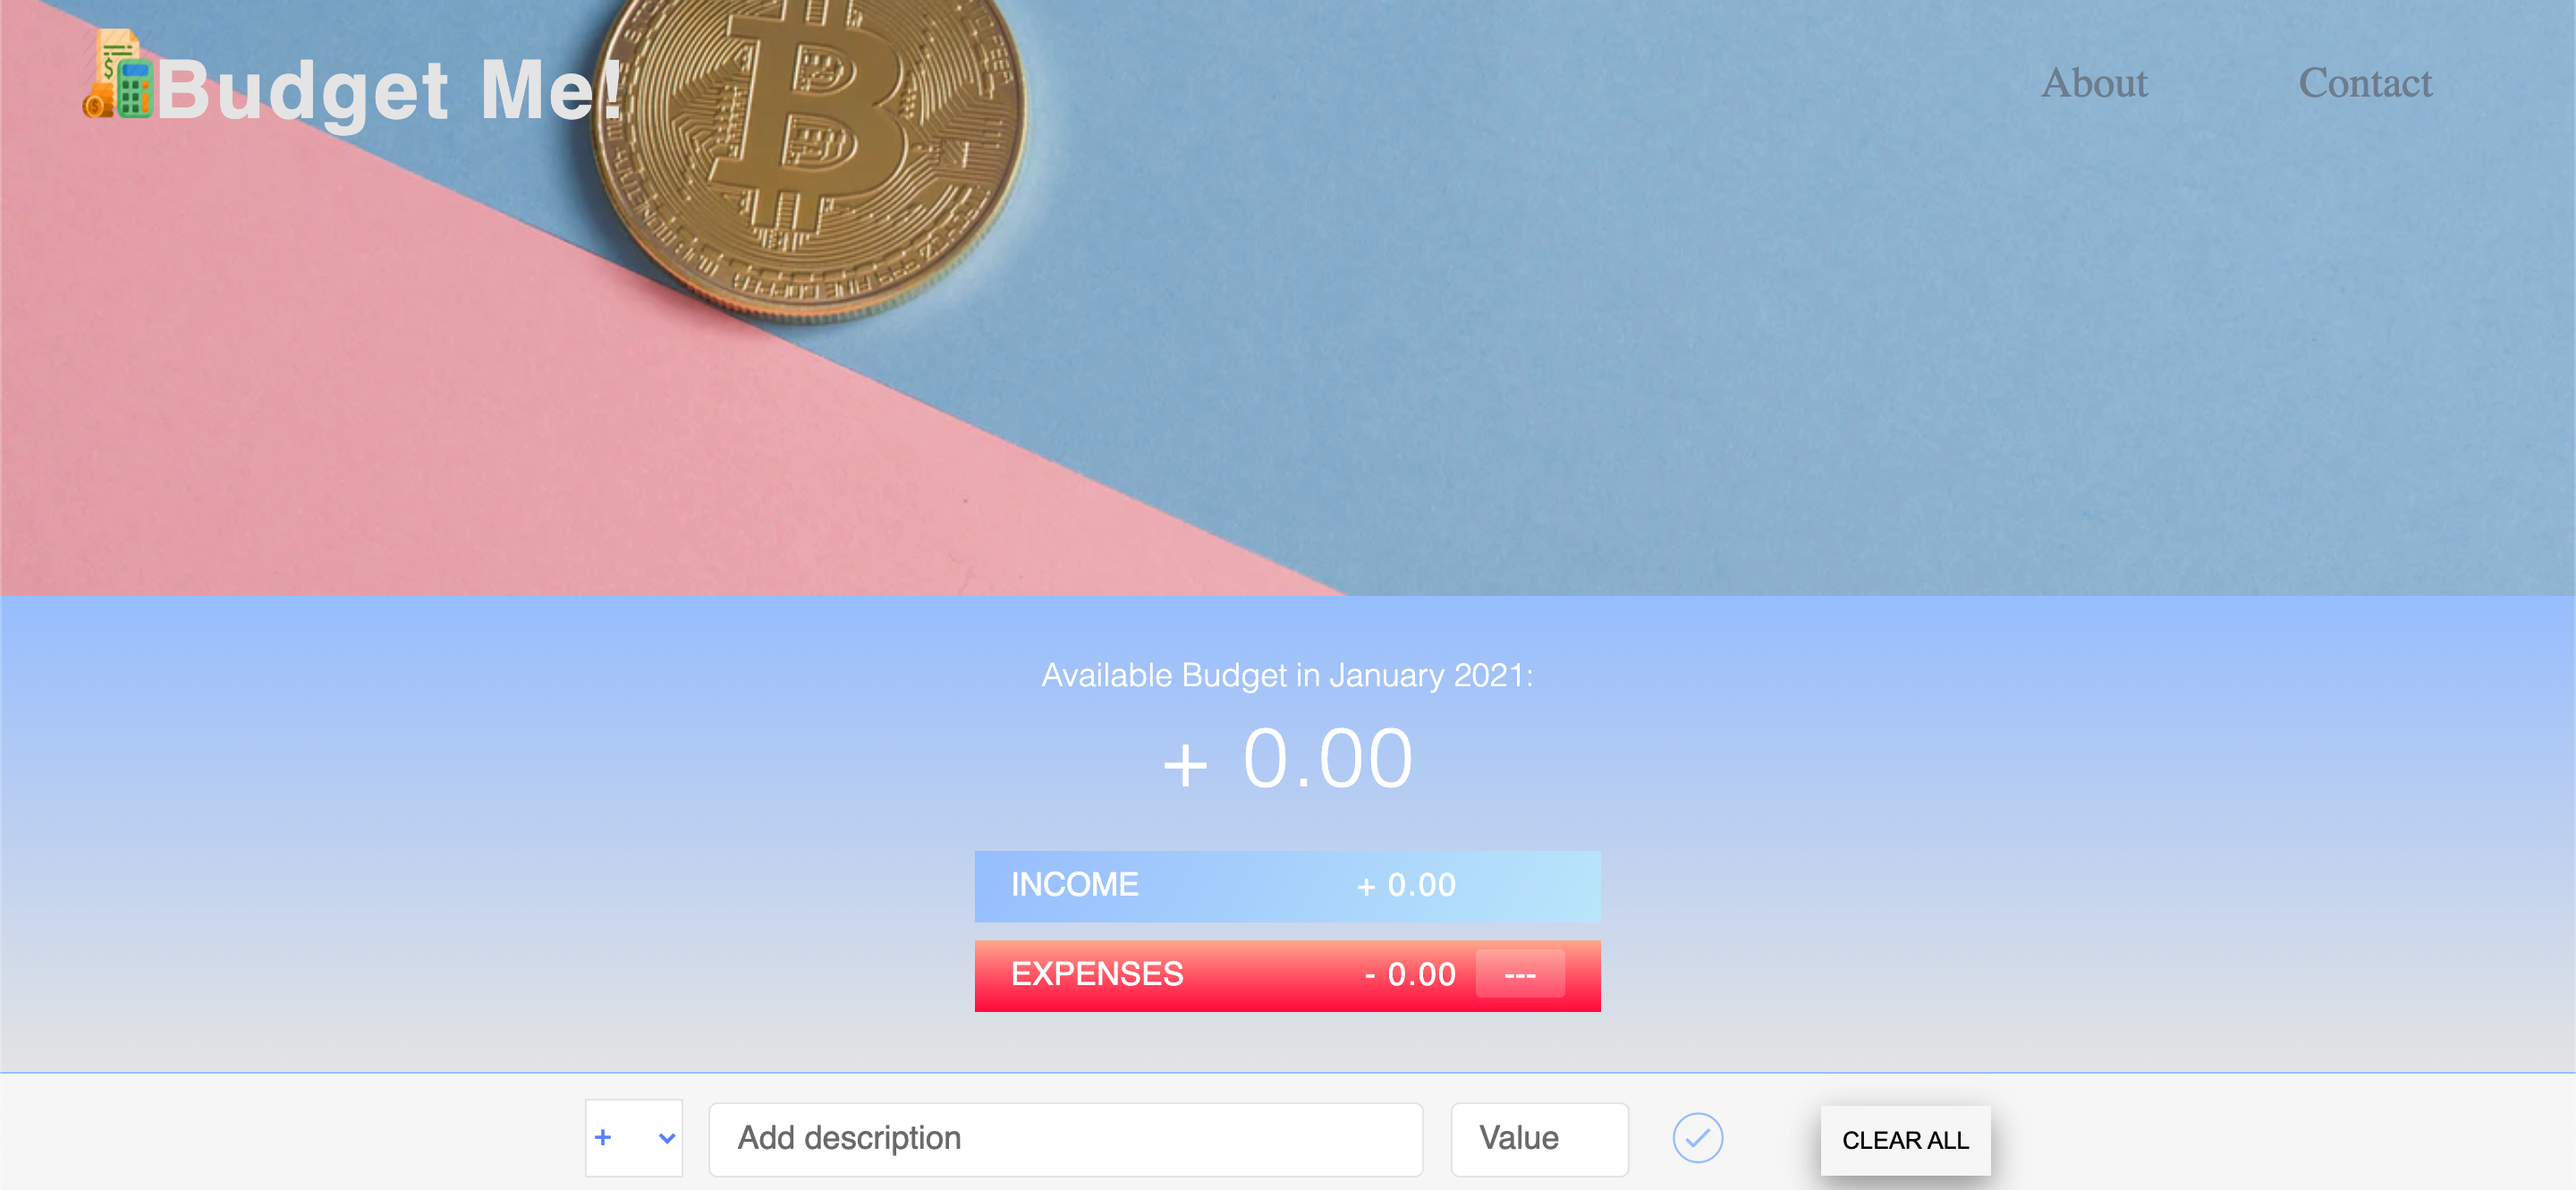 Budget Me!
About
Contact
Available Budget in January 2021:
+ 0.00
INCOME + 0.00
EXPENSES - 0.00 ---
+ Add description Value CLEAR ALL